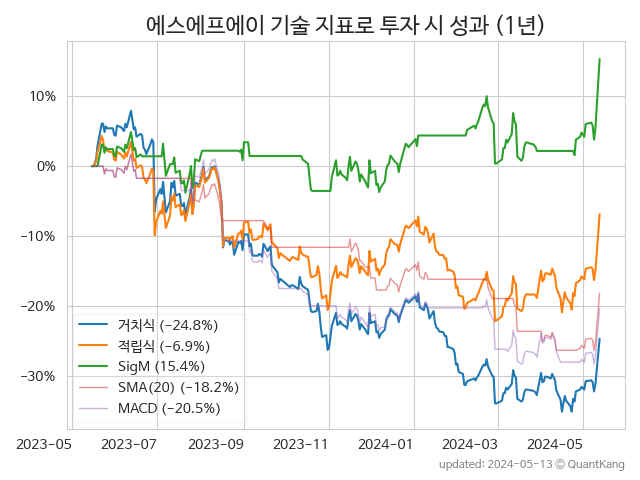 에스에프에이 기술 지표로 투자 시 성과 (1년)
10%
0%
−10%
−20%
−30%
거치식 (−24.8%)
적립식 (−6.9%)
SigM (15.4%)
SMA(20) (−18.2%)
MACD (−20.5%)
2023-05 2023-07 2023-09 2023-11 2024-01 2024-03 2024-05
updated: 2024-05-13 © QuantKang